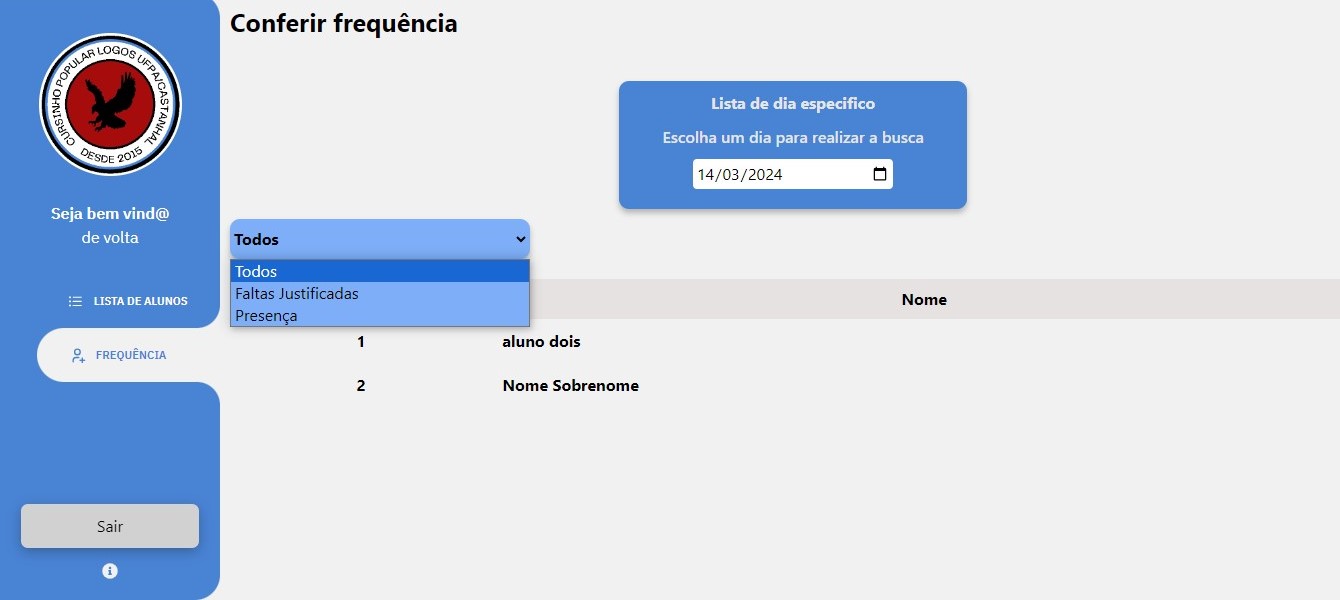 CURSINHO POPULAR LOGOS UFPA/CASTANHAL
DESDE 2015
Seja bem vind@
de volta
LISTA DE ALUNOS
FREQUÊNCIA
Sair
Conferir frequência
Lista de dia especifico
Escolha um dia para realizar a busca
14/03/2024
Todos
Todos
Faltas Justificadas
Presença
Nome
1 aluno dois
2 Nome Sobrenome